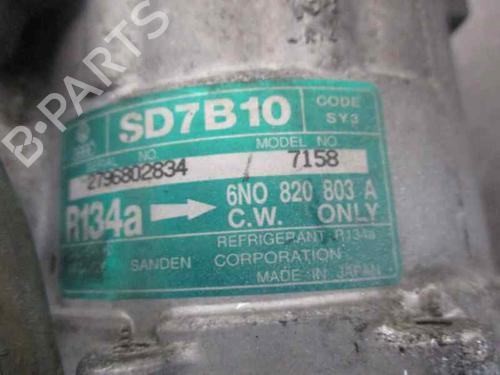 SD7B10
CODE
SY3
SERIAL NO. MODEL NO.
2796802834 / 7158
R134a → 6N0 820 803 A
C.W. ONLY
REFRIGERANT R134a
SANDEN CORPORATION
MADE IN JAPAN
B-PARTS